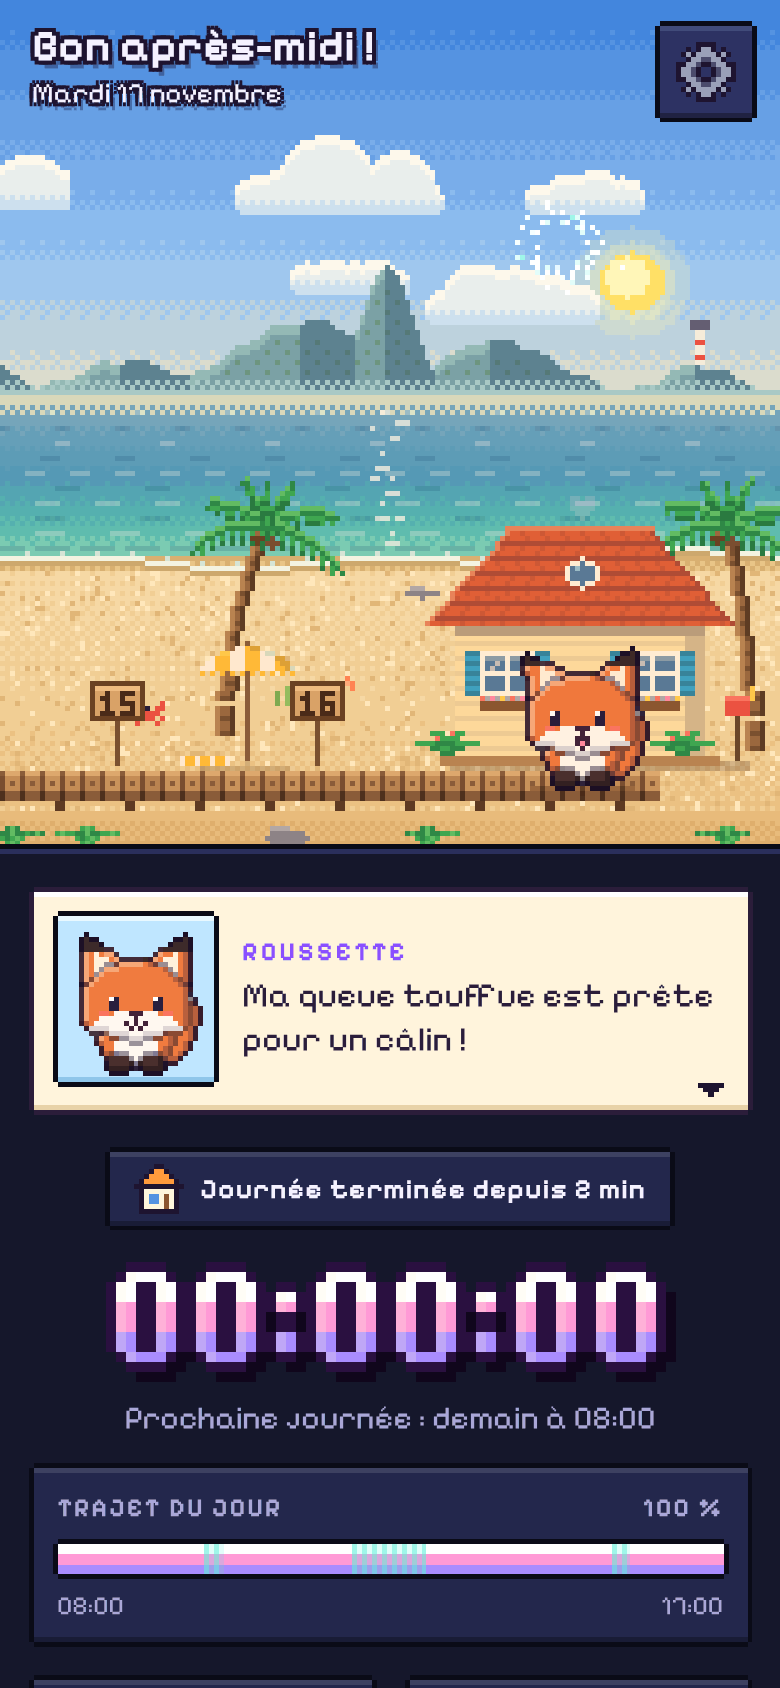 Bon après-midi !
Mardi 17 novembre
15
16
ROUSSETTE
Ma queue touffue est prête
pour un câlin !
Journée terminée depuis 2 min
00:00:00
Prochaine journée : demain à 08:00
TRAJET DU JOUR
100 %
08:00
17:00